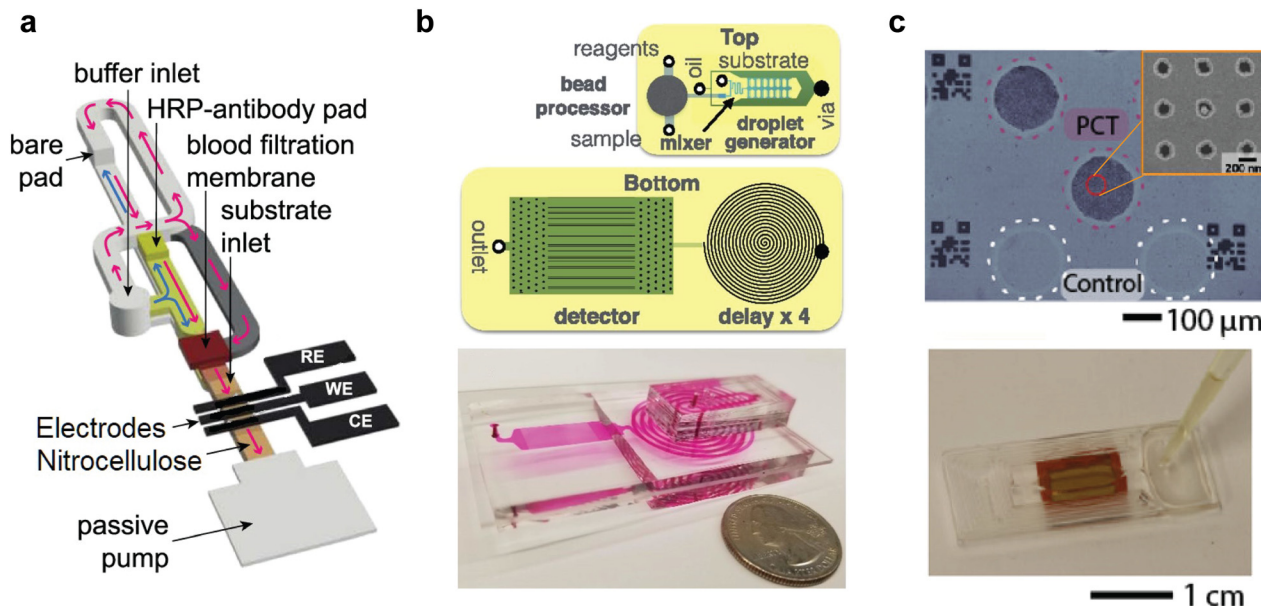 a
buffer inlet
HRP-antibody pad
blood filtration
membrane
substrate
inlet
bare
pad
RE
WE
CE
Electrodes
Nitrocellulose
passive
pump
b
Top
reagents
oil
substrate
bead
processor
sample
mixer
droplet
generator
via
Bottom
outlet
detector
delay x 4
c
PCT
200 nm
Control
100 µm
1 cm